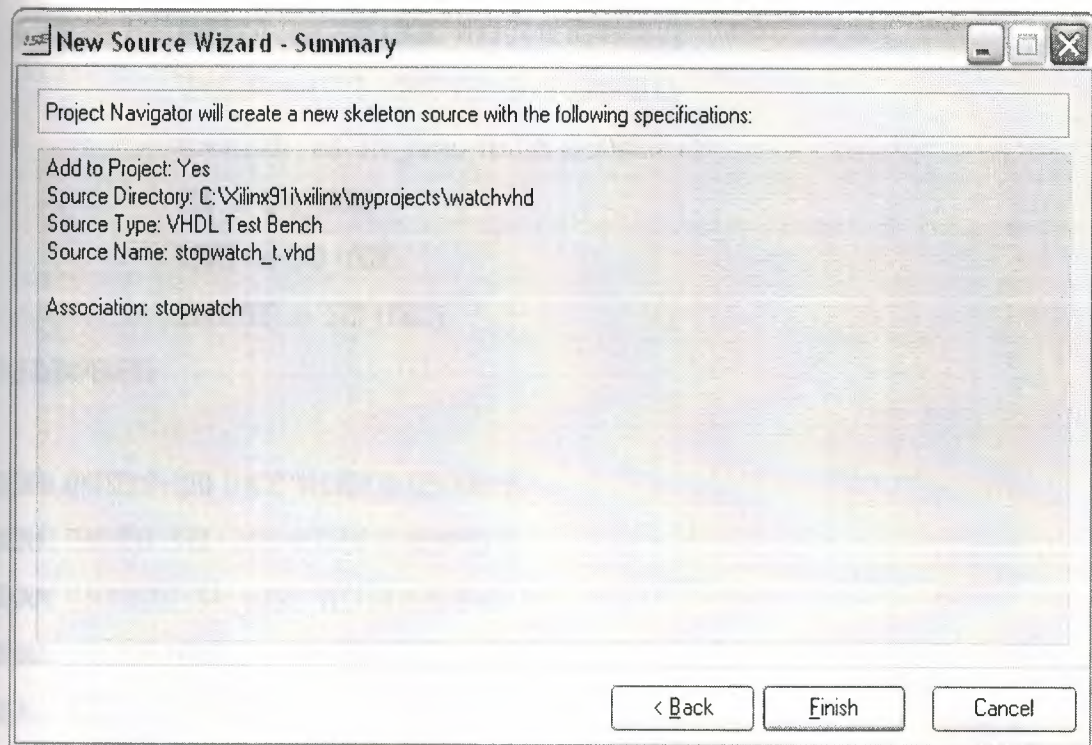 ISE New Source Wizard - Summary
Project Navigator will create a new skeleton source with the following specifications:
Add to Project: Yes
Source Directory: C:\Xilinx91i\xilinx\myprojects\watchvhd
Source Type: VHDL Test Bench
Source Name: stopwatch_t.vhd
Association: stopwatch
< Back Finish Cancel